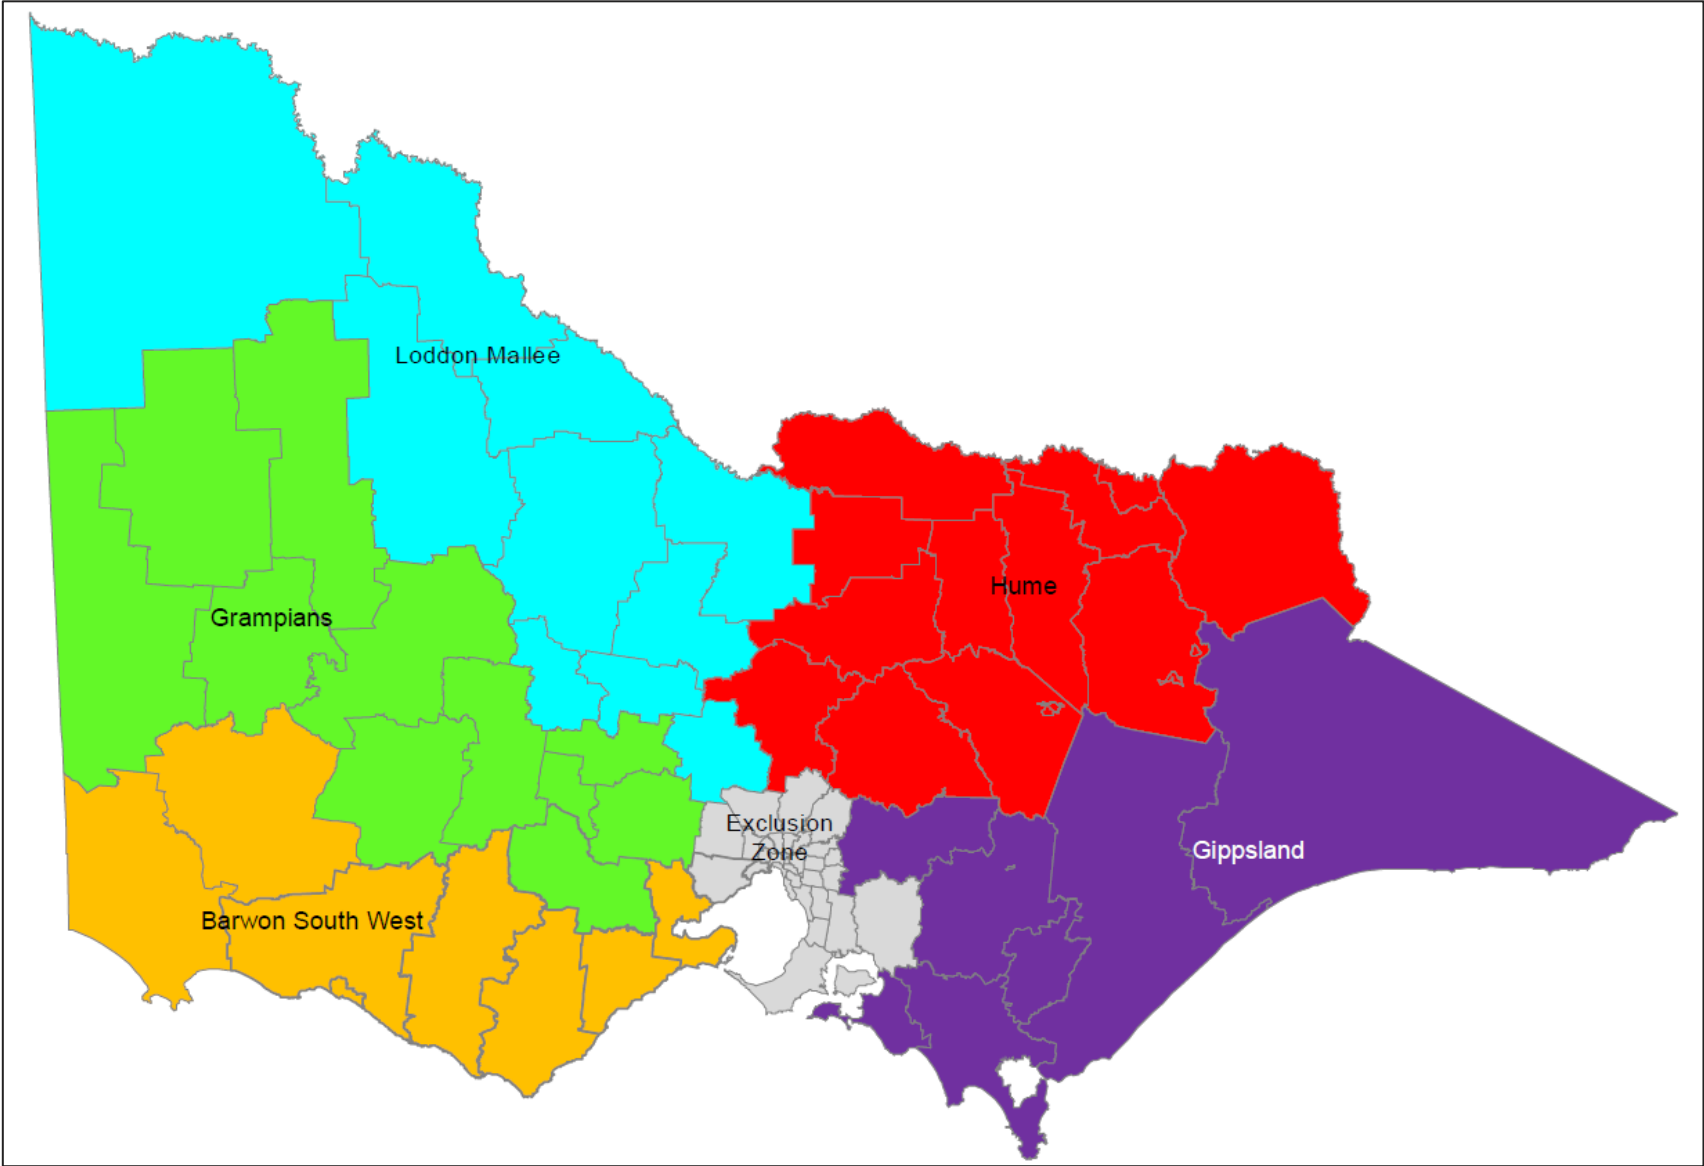 Loddon Mallee
Hume
Grampians
Exclusion
Zone
Gippsland
Barwon South West